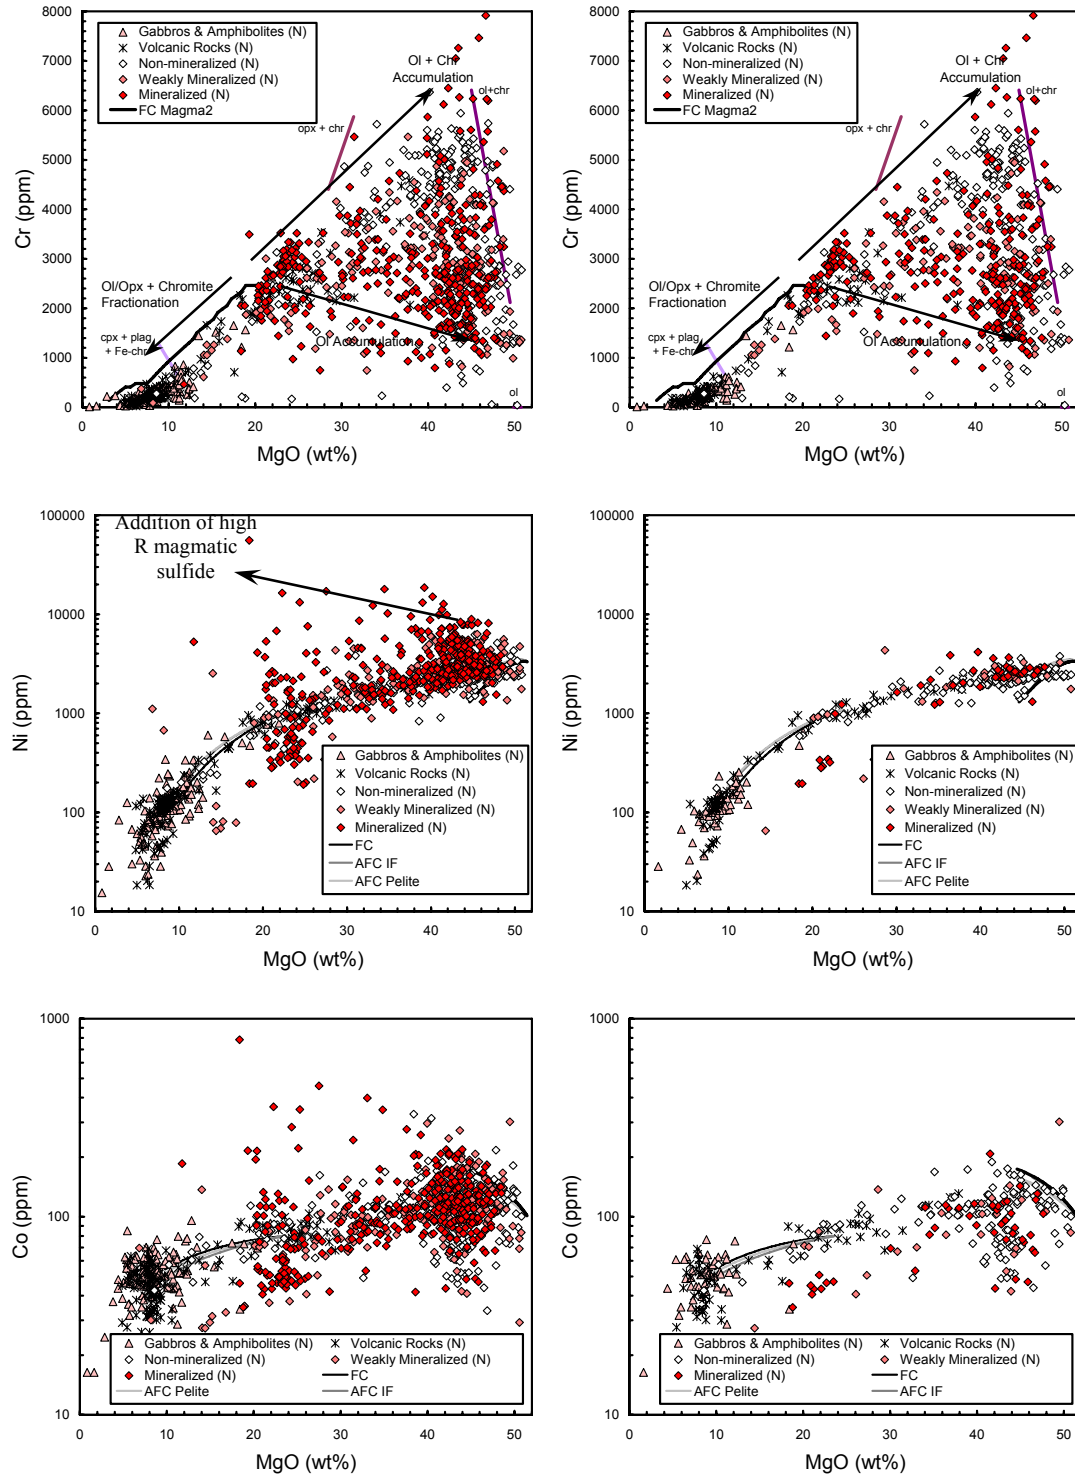 8000
7000
6000
5000
4000
3000
2000
1000
0
Cr (ppm)
Gabbros & Amphibolites (N)
Volcanic Rocks (N)
Non-mineralized (N)
Weakly Mineralized (N)
Mineralized (N)
FC Magma2
Ol + Chr
Accumulation
ol+chr
opx + chr
Ol/Opx + Chromite
Fractionation
cpx + plag
+ Fe-chr
Ol Accumulation
ol
0 10 20 30 40 50
MgO (wt%)
8000
7000
6000
5000
4000
3000
2000
1000
0
Cr (ppm)
Gabbros & Amphibolites (N)
Volcanic Rocks (N)
Non-mineralized (N)
Weakly Mineralized (N)
Mineralized (N)
FC Magma2
Ol + Chr
Accumulation
ol+chr
opx + chr
Ol/Opx + Chromite
Fractionation
cpx + plag
+ Fe-chr
Ol Accumulation
ol
0 10 20 30 40 50
MgO (wt%)
100000
10000
1000
100
10
Ni (ppm)
Addition of high
R magmatic
sulfide
Gabbros & Amphibolites (N)
Volcanic Rocks (N)
Non-mineralized (N)
Weakly Mineralized (N)
Mineralized (N)
FC
AFC IF
AFC Pelite
0 10 20 30 40 50
MgO (wt%)
100000
10000
1000
100
10
Ni (ppm)
Gabbros & Amphibolites (N)
Volcanic Rocks (N)
Non-mineralized (N)
Weakly Mineralized (N)
Mineralized (N)
FC
AFC IF
AFC Pelite
0 10 20 30 40 50
MgO (wt%)
1000
100
10
Co (ppm)
Gabbros & Amphibolites (N) Volcanic Rocks (N)
Non-mineralized (N) Weakly Mineralized (N)
Mineralized (N) FC
AFC Pelite AFC IF
0 10 20 30 40 50
MgO (wt%)
1000
100
10
Co (ppm)
Gabbros & Amphibolites (N) Volcanic Rocks (N)
Non-mineralized (N) Weakly Mineralized (N)
Mineralized (N) FC
AFC Pelite AFC IF
0 10 20 30 40 50
MgO (wt%)